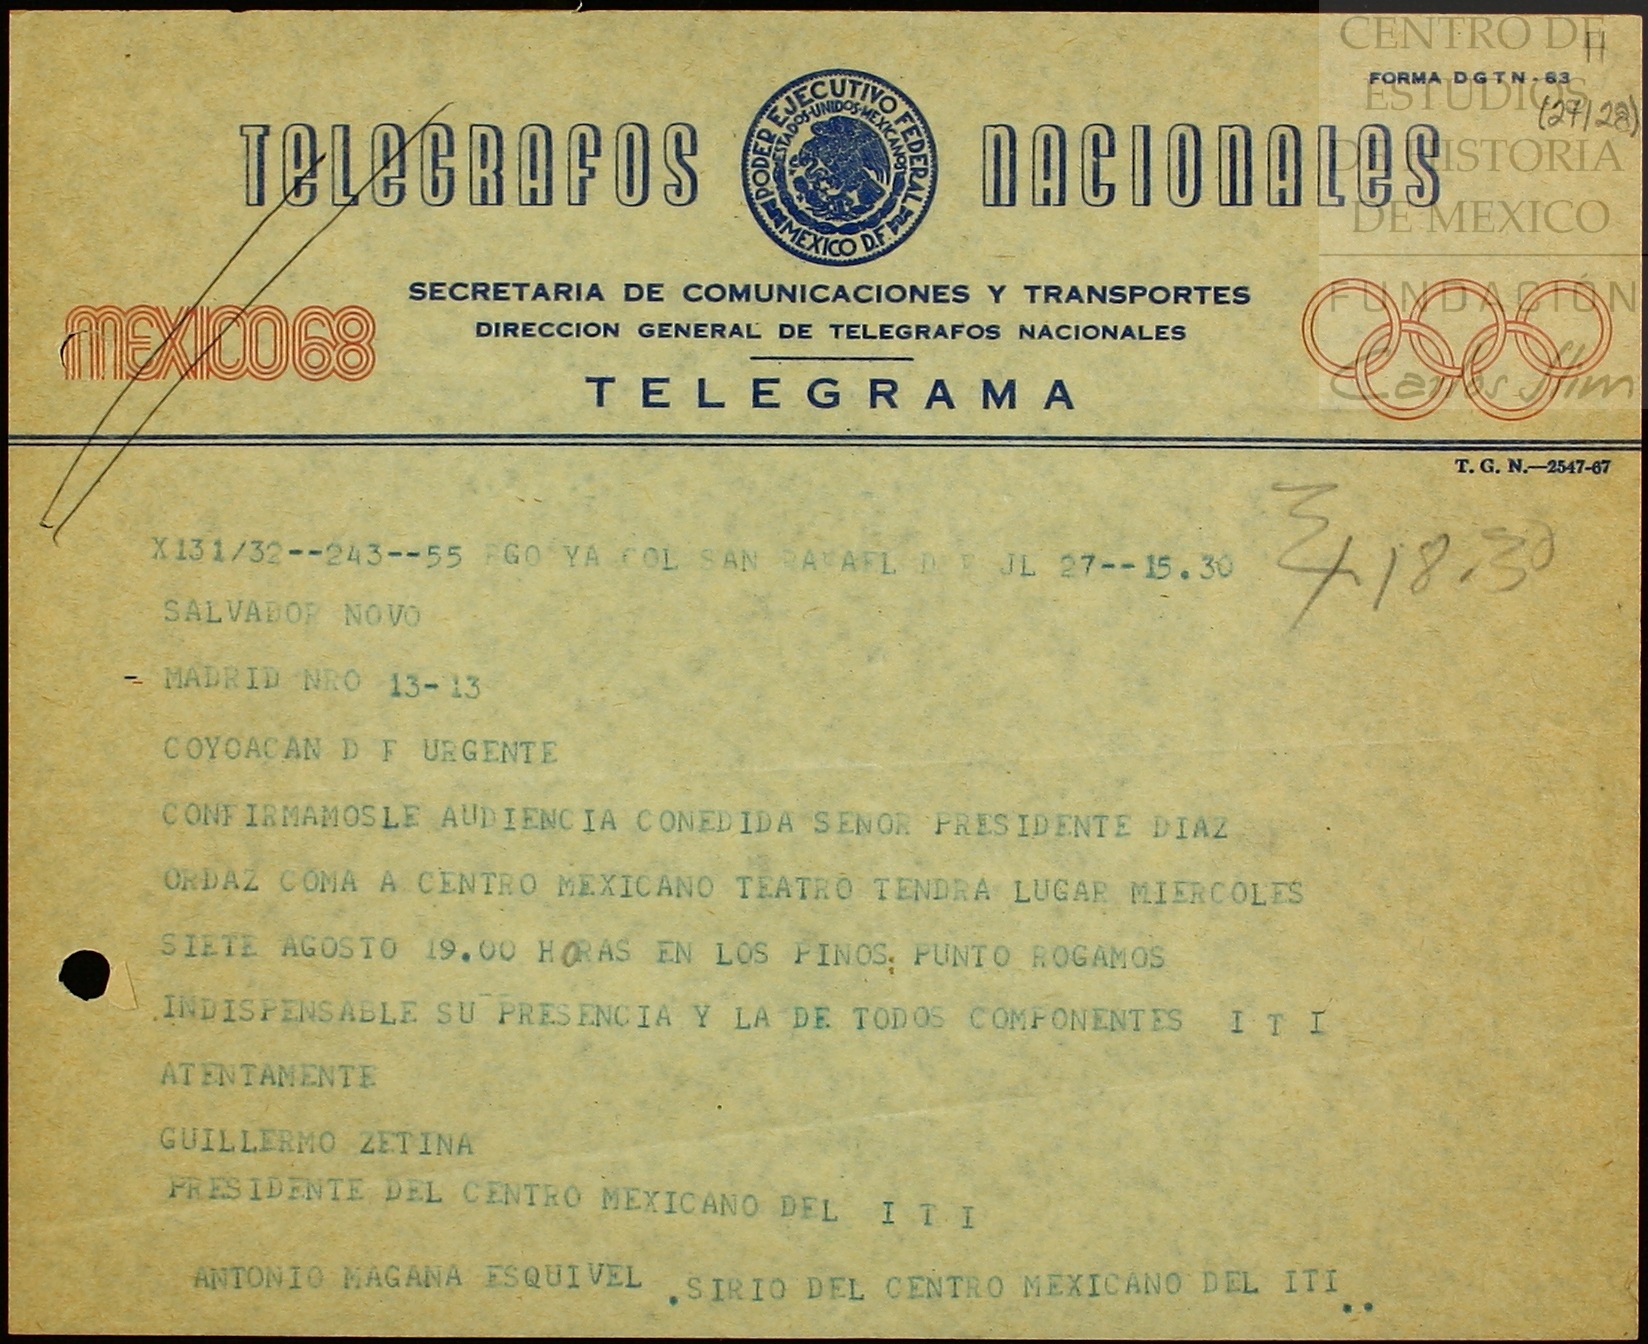 CENTRO DE
ESTUDIOS
DE HISTORIA
DE MEXICO
FUNDACIÓN
Carlos Slim
11
FORMA D G T N - 63
(27/28)
TELEGRAFOS NACIONALES
PODER EJECUTIVO FEDERAL
ESTADOS·UNIDOS·MEXICANOS
MEXICO D.F.
SECRETARIA DE COMUNICACIONES Y TRANSPORTES
MEXICO68
DIRECCION GENERAL DE TELEGRAFOS NACIONALES
TELEGRAMA
T. G. N.—2547-67
18.30
X131/32--243--55 PGO YA COL SAN RAFAEL D F JL 27--15.30
SALVADOR NOVO
- MADRID NRO 13-13
COYOACAN D F URGENTE
CONFIRMAMOSLE AUDIENCIA CONEDIDA SENOR PRESIDENTE DIAZ
ORDAZ COMA A CENTRO MEXICANO TEATRO TENDRA LUGAR MIERCOLES
SIETE AGOSTO 19.00 HORAS EN LOS PINOS; PUNTO ROGAMOS
.INDISPENSABLE SU PRESENCIA Y LA DE TODOS COMPONENTES I T I
ATENTAMENTE
GUILLERMO ZETINA
PRESIDENTE DEL CENTRO MEXICANO DEL I T I
ANTONIO MAGANA ESQUIVEL .SIRIO DEL CENTRO MEXICANO DEL ITI..